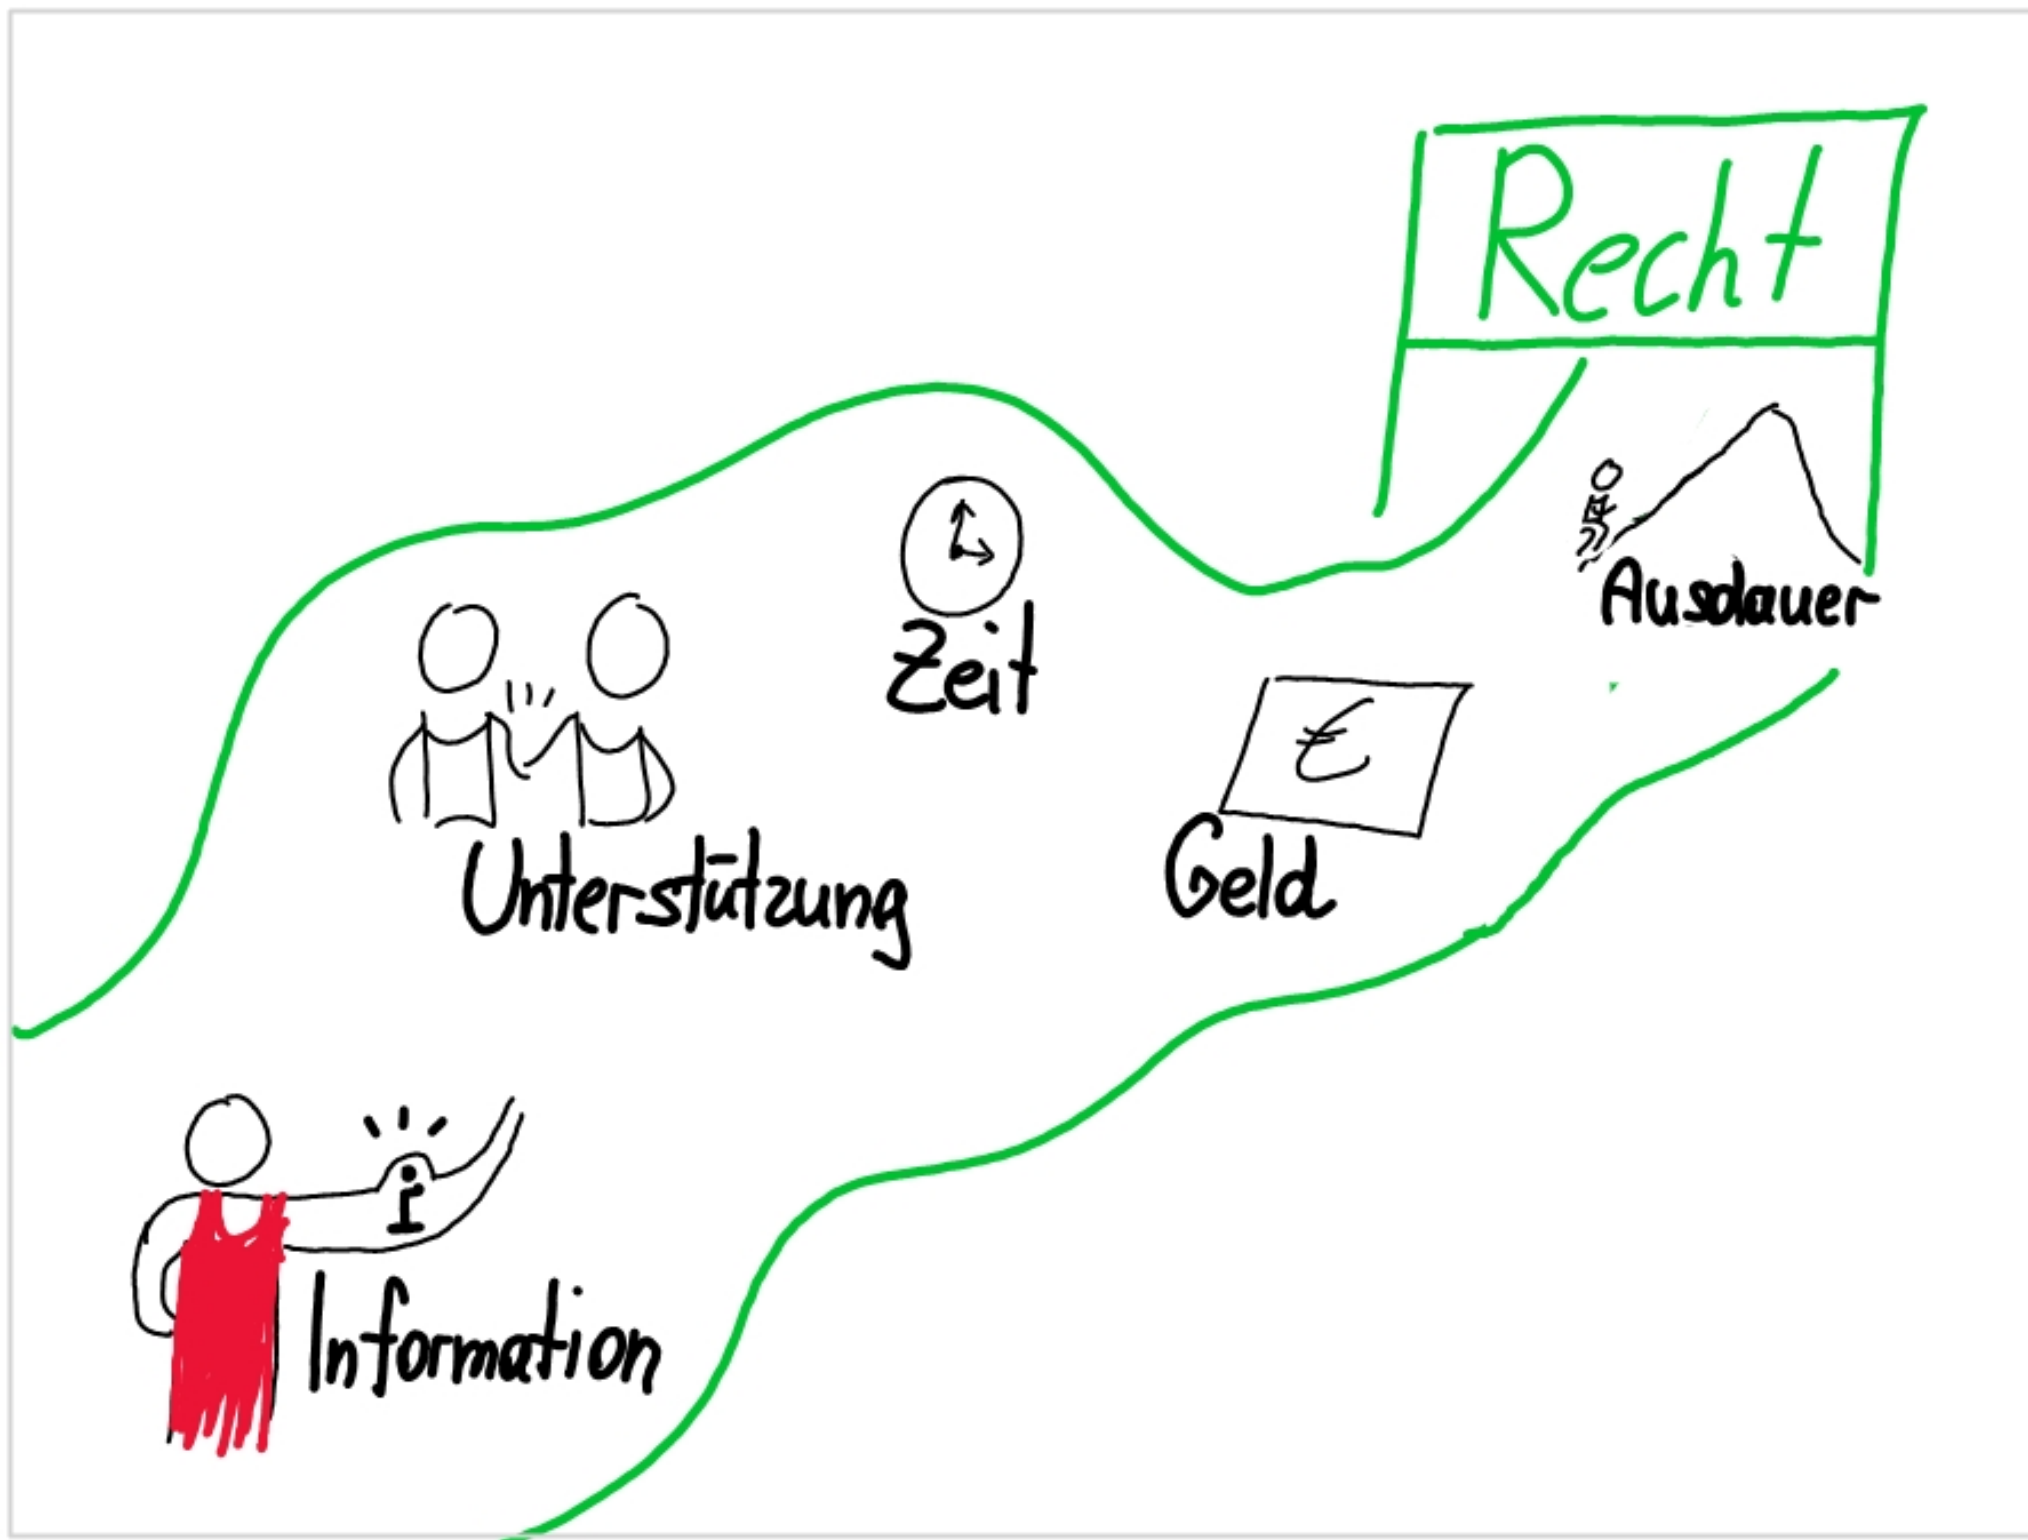 Recht
Zeit
Ausdauer
€
Unterstützung
Geld
i
Information